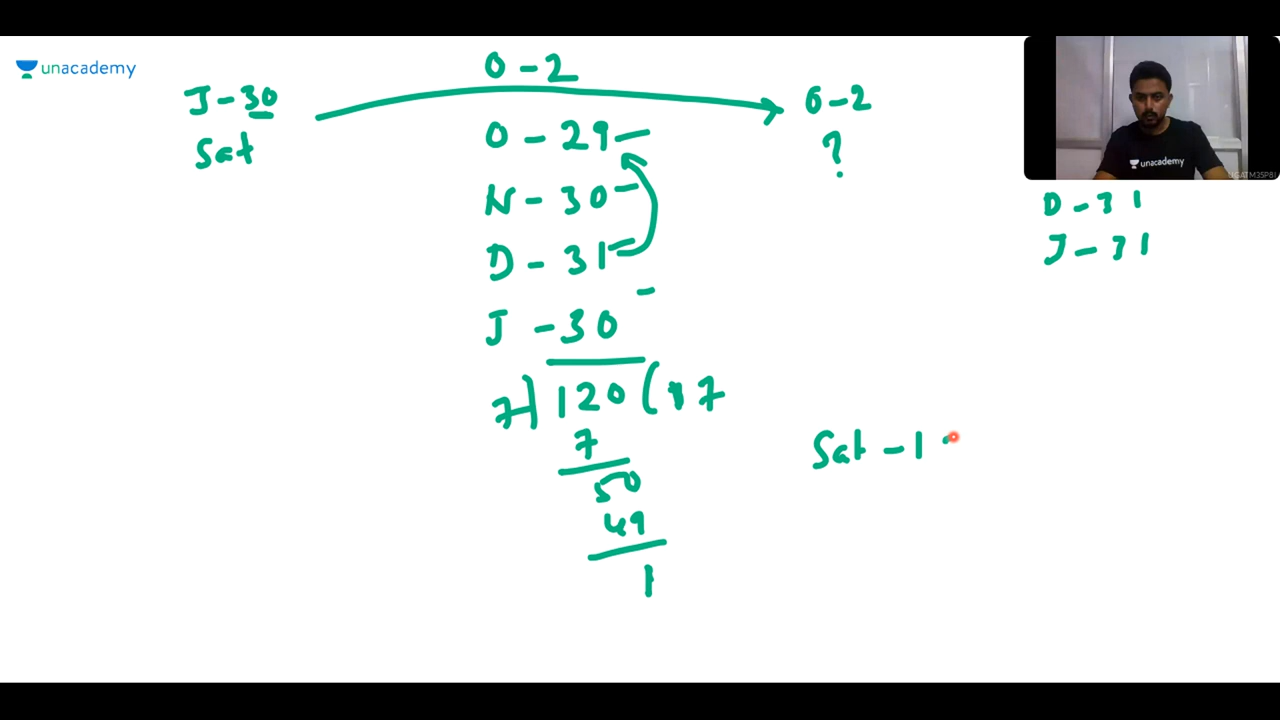 unacademy
O - 2
J - 30
O - 2
Sat
O - 29 -
?
N - 30 -
D - 31 -
J - 30
7) 120 ( 17
7
50
49
1
Sat - 1
unacademy
D - 31
J - 31